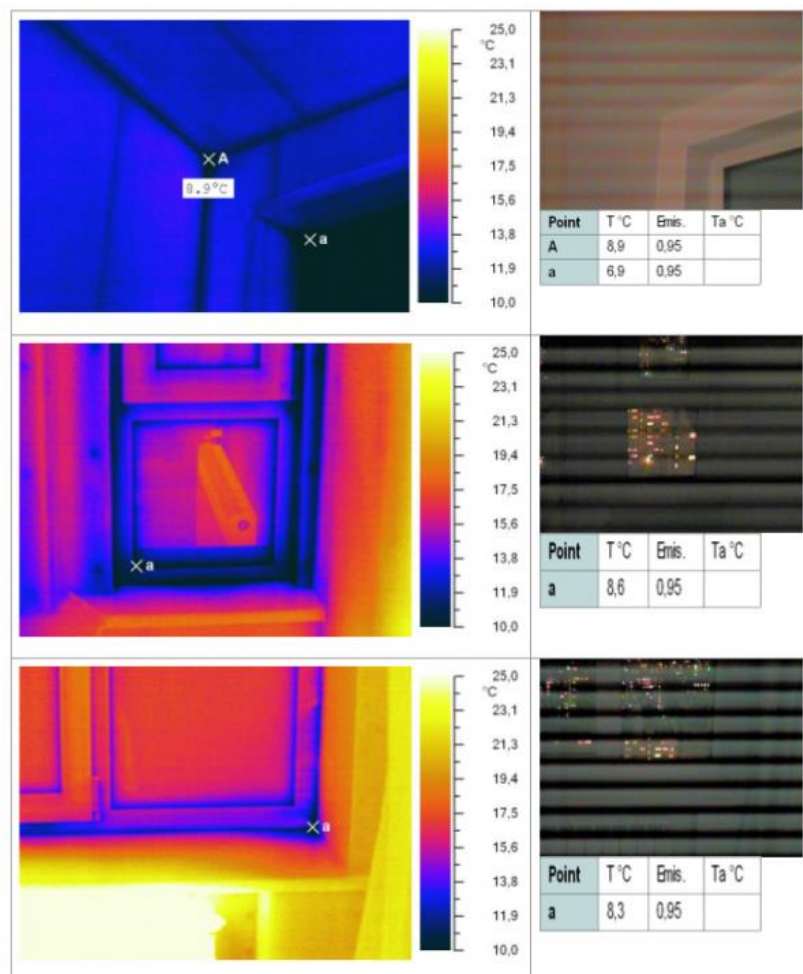 25,0
°C
23,1
21,3
19,4
17,5
15,6
13,8
11,9
10,0
A
8.9°C
a
Point T °C Emis. Ta °C
A 8,9 0,95
a 6,9 0,95
25,0
°C
23,1
21,3
19,4
17,5
15,6
13,8
11,9
10,0
a
Point T °C Emis. Ta °C
a 8,6 0,95
25,0
°C
23,1
21,3
19,4
17,5
15,6
13,8
11,9
10,0
a
Point T °C Emis. Ta °C
a 8,3 0,95